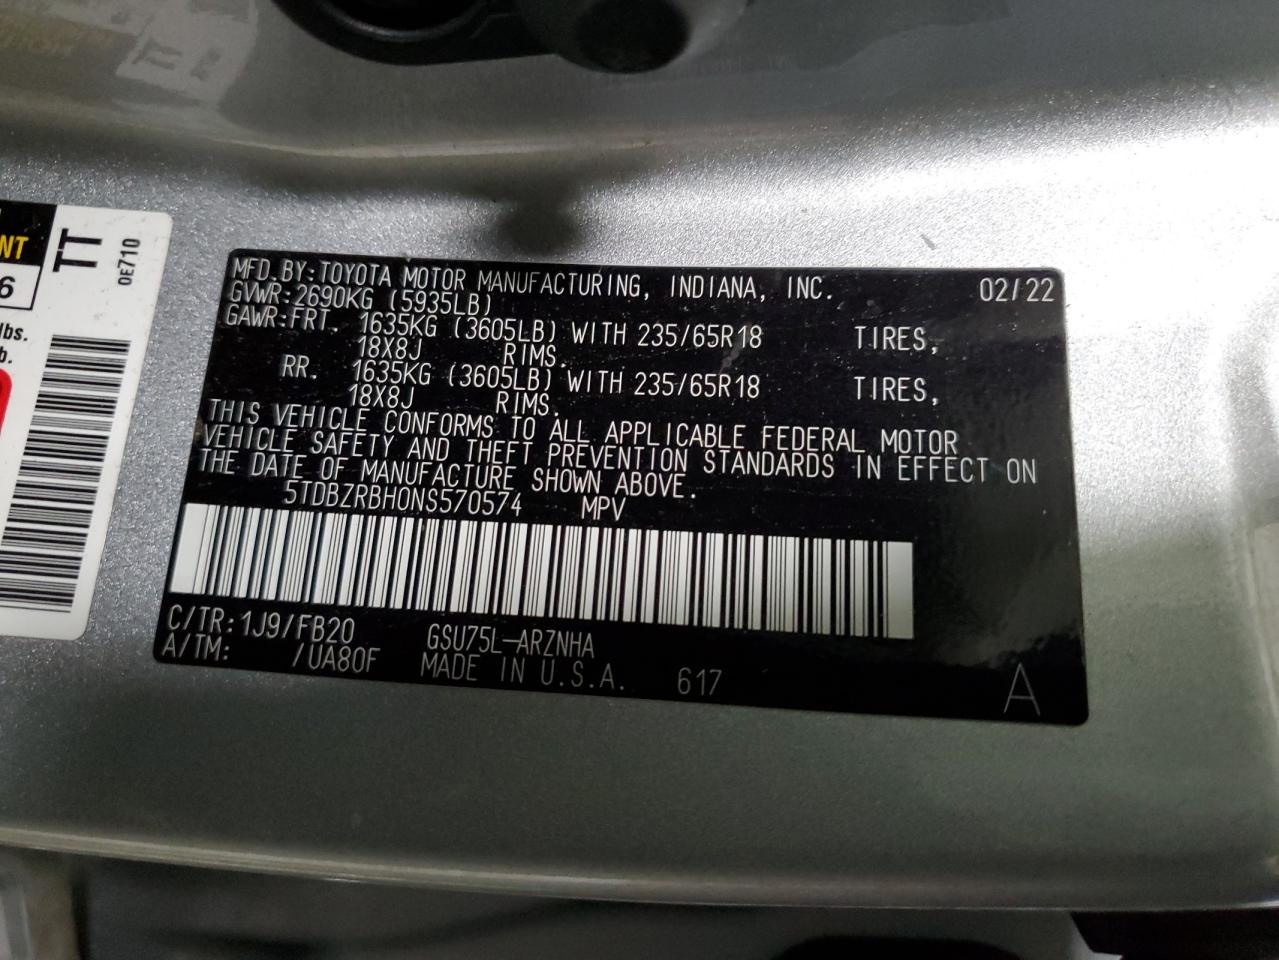 NT
6
lbs.
b.
TT
0E710
MFD.BY:TOYOTA MOTOR MANUFACTURING, INDIANA, INC. 02/22
GVWR:2690KG (5935LB)
GAWR:FRT. 1635KG (3605LB) WITH 235/65R18 TIRES,
18X8J RIMS.
RR. 1635KG (3605LB) WITH 235/65R18 TIRES,
18X8J RIMS.
THIS VEHICLE CONFORMS TO ALL APPLICABLE FEDERAL MOTOR
VEHICLE SAFETY AND THEFT PREVENTION STANDARDS IN EFFECT ON
THE DATE OF MANUFACTURE SHOWN ABOVE.
5TDBZRBH0NS570574 MPV
C/TR:1J9/FB20 GSU75L-ARZNHA
A/TM: /UA80F MADE IN U.S.A. 617 A